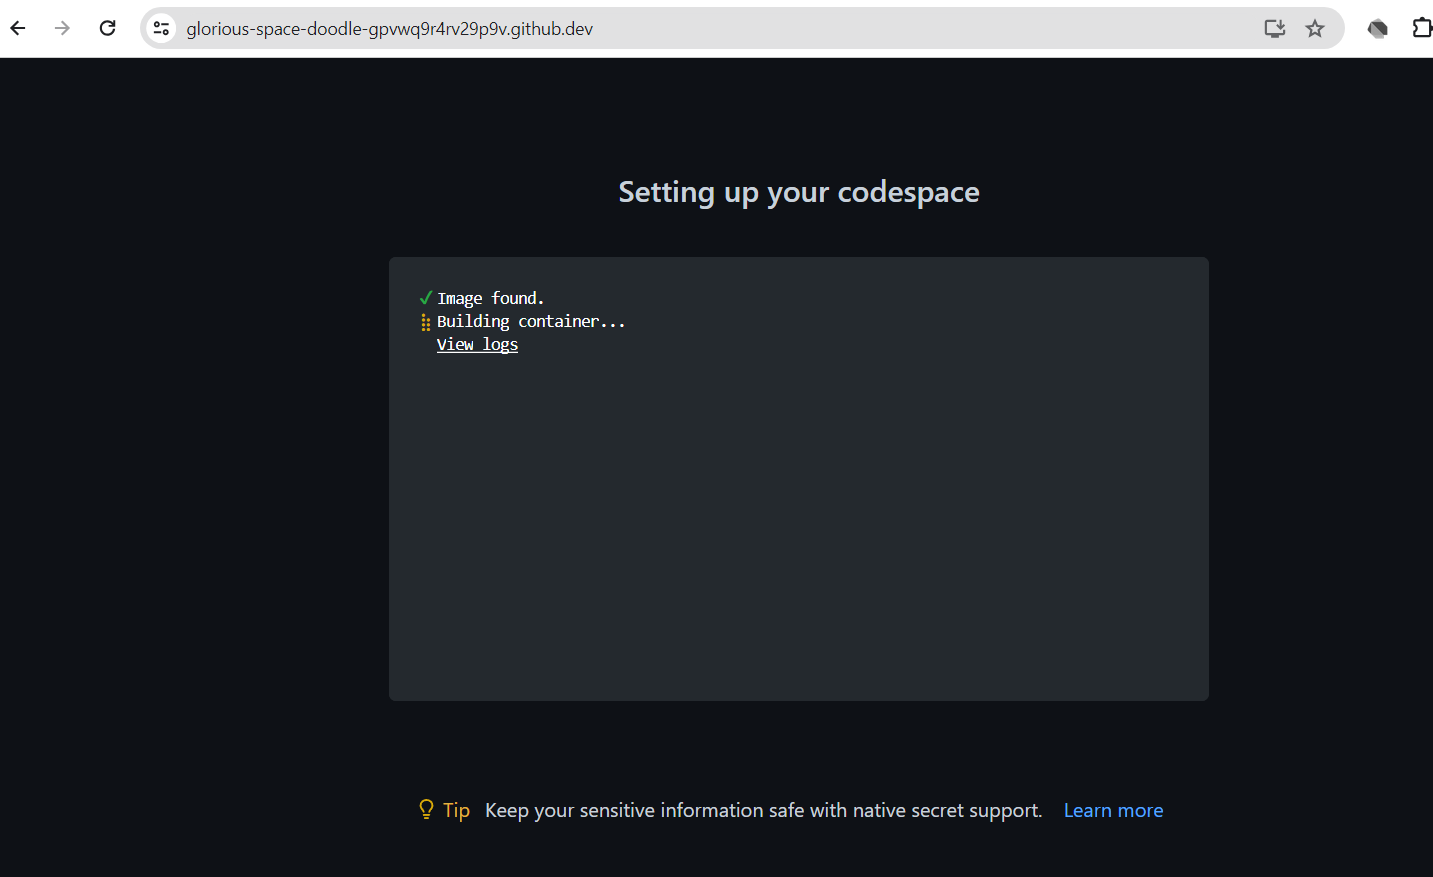 glorious-space-doodle-gpvwq9r4rv29p9v.github.dev
Setting up your codespace
✓ Image found.
Building container...
View logs
Tip Keep your sensitive information safe with native secret support. Learn more